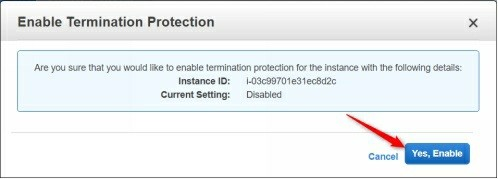 Enable Termination Protection
Are you sure that you would like to enable termination protection for the instance with the following details:
Instance ID: i-03c99701e31ec8d2c
Current Setting: Disabled
Cancel Yes, Enable